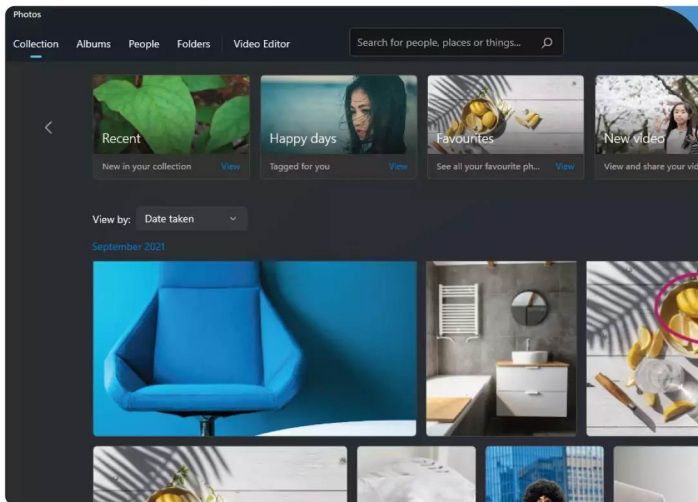 Photos
Collection Albums People Folders Video Editor Search for people, places or things...
Recent
New in your collection View
Happy days
Tagged for you View
Favourites
See all your favourite ph... View
New video
View and share your vid
View by: Date taken
September 2021